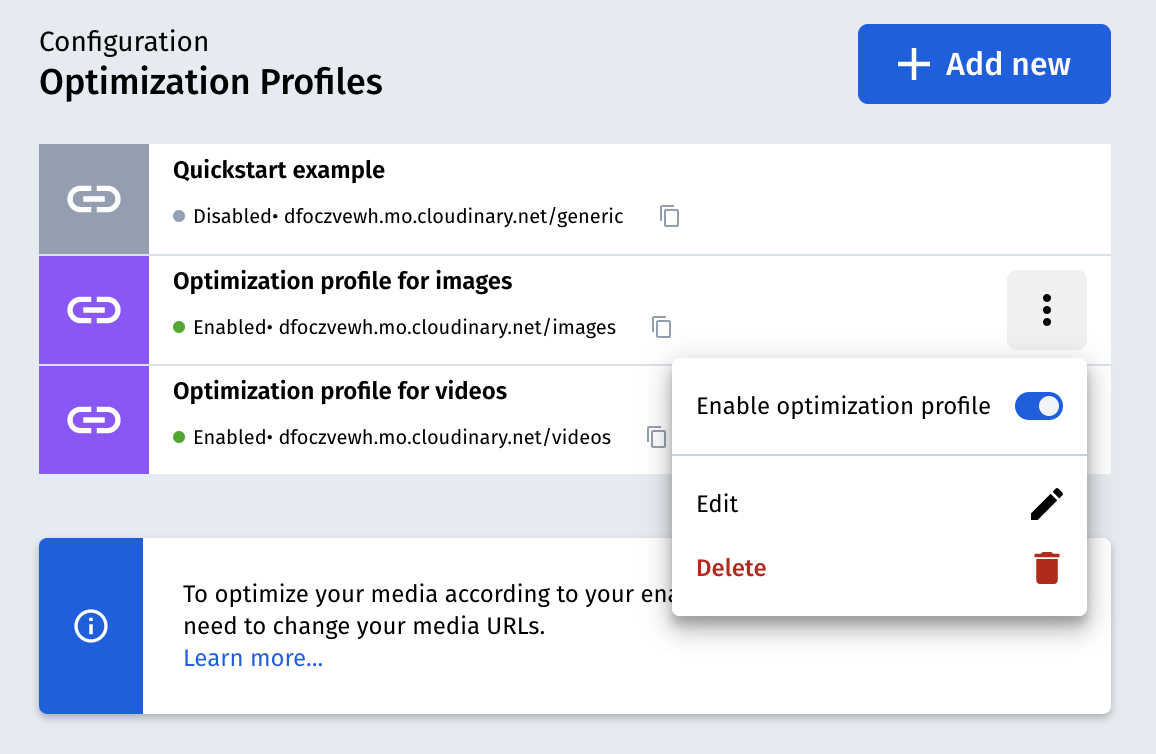 Configuration
Optimization Profiles
Add new
Quickstart example
Disabled• dfoczvewh.mo.cloudinary.net/generic
Optimization profile for images
Enabled• dfoczvewh.mo.cloudinary.net/images
Optimization profile for videos
Enabled• dfoczvewh.mo.cloudinary.net/videos
Enable optimization profile
Edit
Delete
To optimize your media according to your
need to change your media URLs.
Learn more...